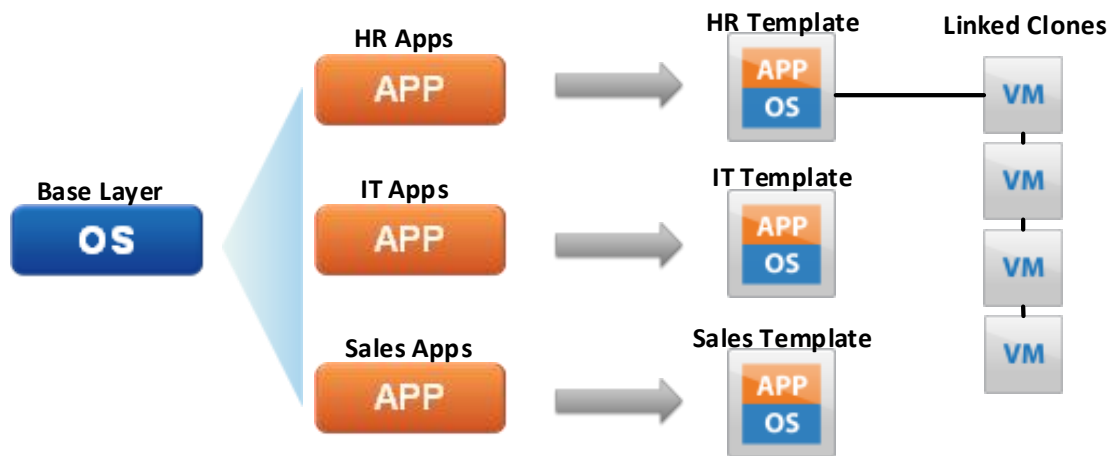 HR Apps
APP
HR Template
APP
OS
Linked Clones
VM
Base Layer
OS
IT Apps
APP
IT Template
APP
OS
VM
VM
Sales Apps
APP
Sales Template
APP
OS
VM